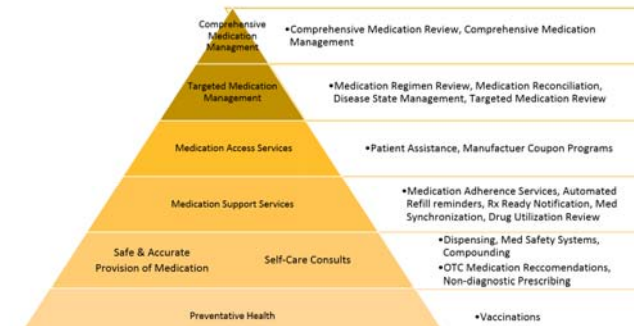 Comprehensive
Medication
Managment
•Comprehensive Medication Review, Comprehensive Medication
Management
Targeted Medication
Management
•Medication Regimen Review, Medication Reconciliation,
Disease State Management, Targeted Medication Review
Medication Access Services
•Patient Assistance, Manufactuer Coupon Programs
Medication Support Services
•Medication Adherence Services, Automated
Refill reminders, Rx Ready Notification, Med
Synchronization, Drug Utilization Review
Safe & Accurate
Provision of Medication
Self-Care Consults
•Dispensing, Med Safety Systems,
Compounding
•OTC Medication Reccomendations,
Non-diagnostic Prescribing
Preventative Health
•Vaccinations